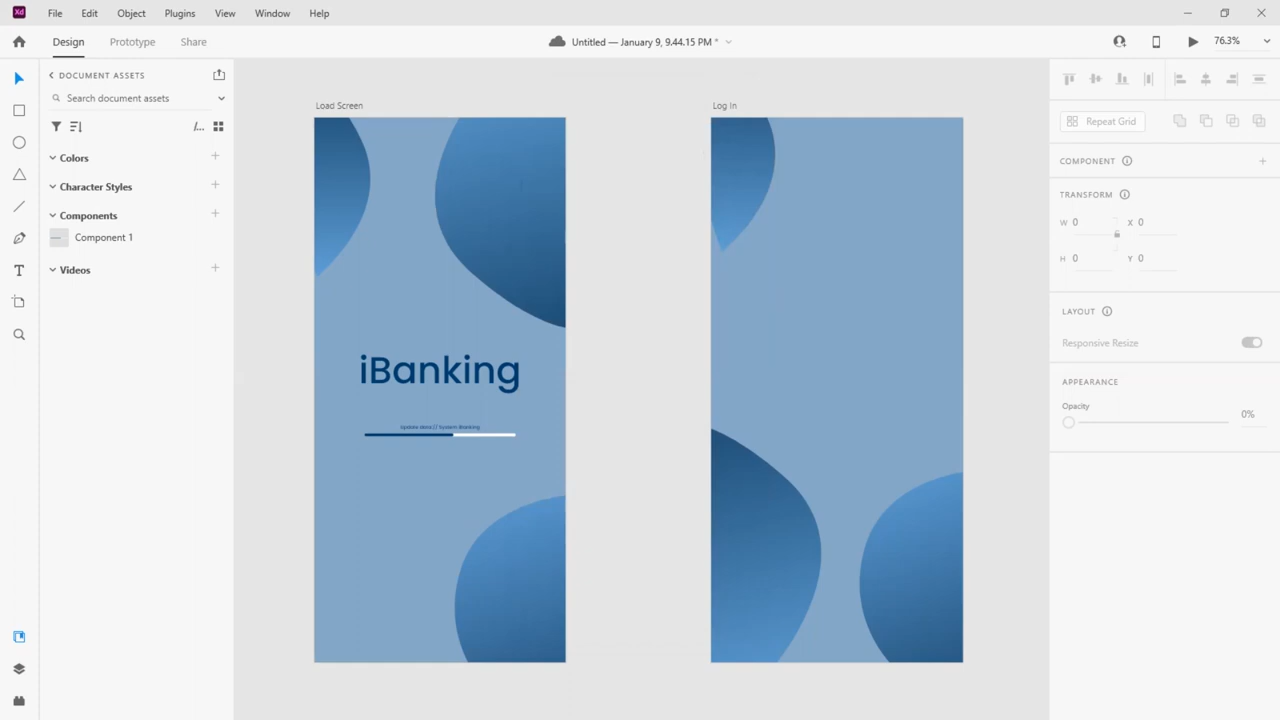 Xd File Edit Object Plugins View Window Help
Design Prototype Share Untitled — January 9, 9.44.15 PM * 76.3%
DOCUMENT ASSETS
Search document assets
/...
Colors +
Character Styles +
Components +
Component 1
Videos +
Load Screen
iBanking
Log In
Repeat Grid
COMPONENT +
TRANSFORM
W 0 X 0
H 0 Y 0
LAYOUT
Responsive Resize
APPEARANCE
Opacity
0%